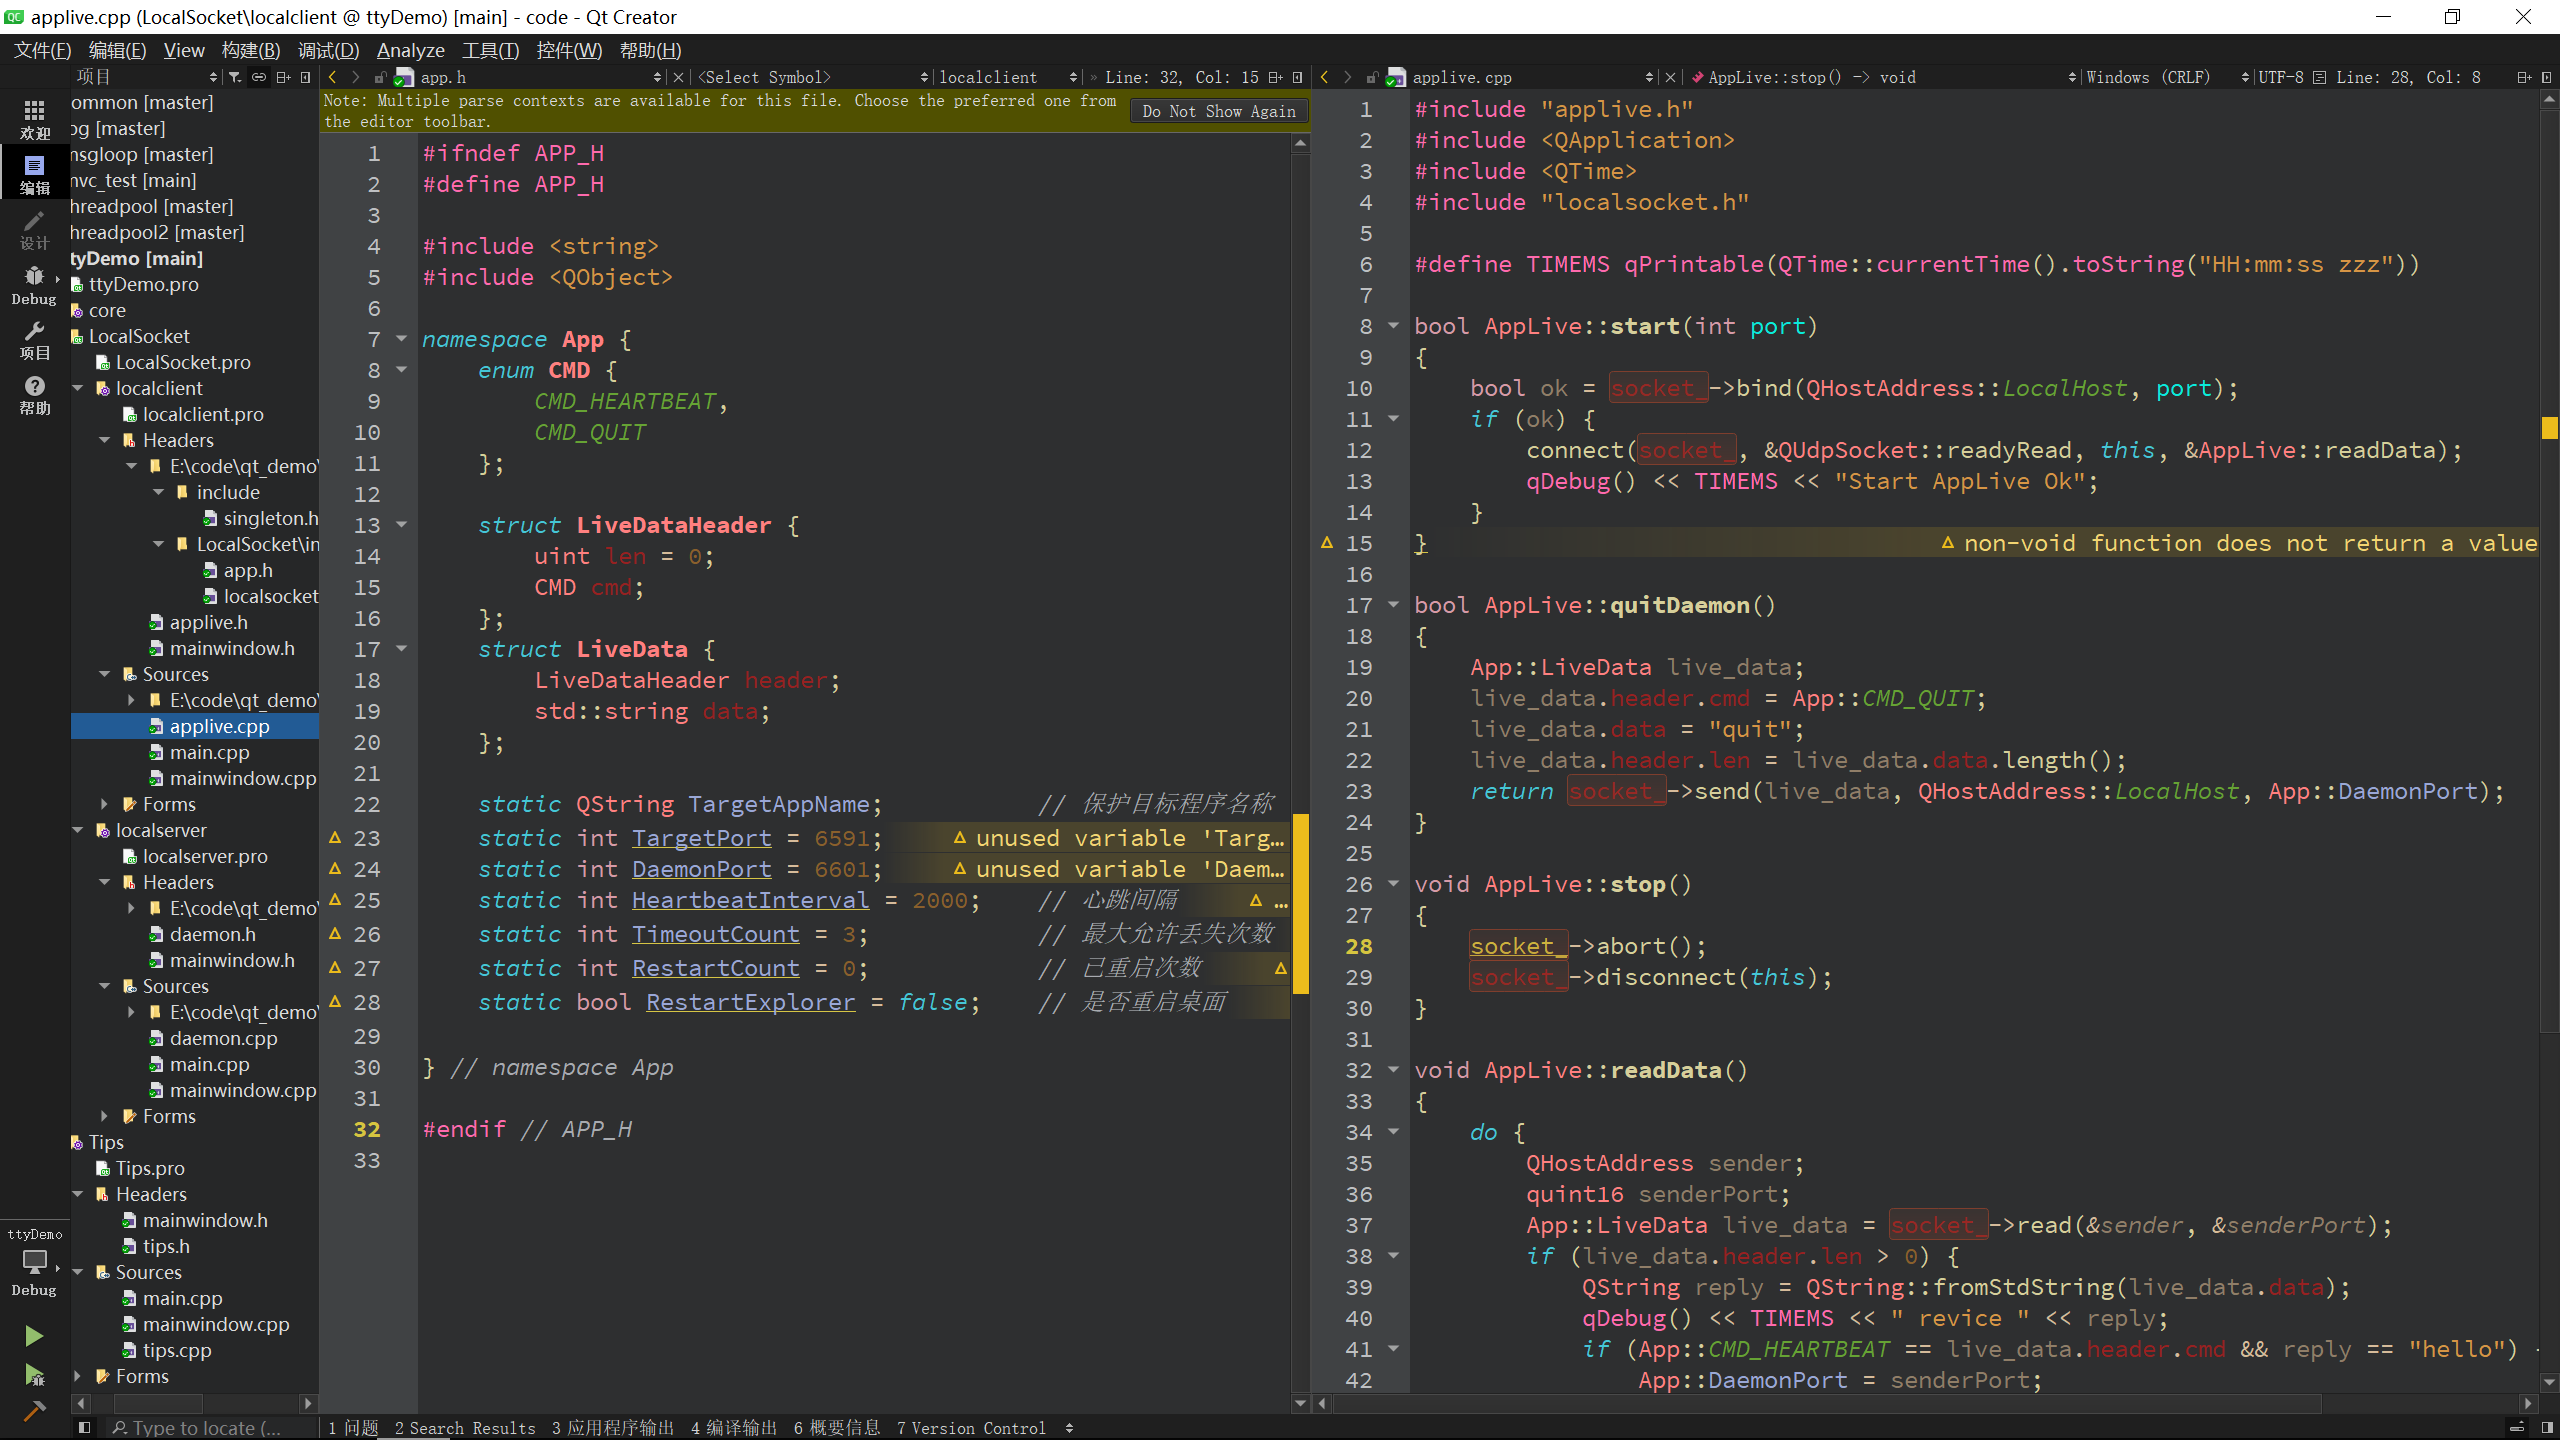 applive.cpp (LocalSocket\localclient @ ttyDemo) [main] - code - Qt Creator
文件(F) 编辑(E) View 构建(B) 调试(D) Analyze 工具(T) 控件(W) 帮助(H)
项目
app.h
<Select Symbol>
localclient
» Line: 32, Col: 15
applive.cpp
AppLive::stop() -> void
Windows (CRLF)
UTF-8
Line: 28, Col: 8
欢迎
编辑
设计
Debug
项目
帮助
ttyDemo
Debug
ommon [master]
og [master]
nsgloop [master]
nvc_test [main]
hreadpool [master]
hreadpool2 [master]
tyDemo [main]
ttyDemo.pro
core
LocalSocket
LocalSocket.pro
localclient
localclient.pro
Headers
E:\code\qt_demo\
include
singleton.h
LocalSocket\in
app.h
localsocket
applive.h
mainwindow.h
Sources
E:\code\qt_demo\
applive.cpp
main.cpp
mainwindow.cpp
Forms
localserver
localserver.pro
Headers
E:\code\qt_demo\
daemon.h
mainwindow.h
Sources
E:\code\qt_demo\
daemon.cpp
main.cpp
mainwindow.cpp
Forms
Tips
Tips.pro
Headers
mainwindow.h
tips.h
Sources
main.cpp
mainwindow.cpp
tips.cpp
Forms
Note: Multiple parse contexts are available for this file. Choose the preferred one from
the editor toolbar.
Do Not Show Again
1 #ifndef APP_H
2 #define APP_H
3
4 #include <string>
5 #include <QObject>
6
7 namespace App {
8     enum CMD {
9         CMD_HEARTBEAT,
10         CMD_QUIT
11     };
12
13     struct LiveDataHeader {
14         uint len = 0;
15         CMD cmd;
16     };
17     struct LiveData {
18         LiveDataHeader header;
19         std::string data;
20     };
21
22     static QString TargetAppName;           // 保护目标程序名称
23     static int TargetPort = 6591; unused variable 'Targ…
24     static int DaemonPort = 6601; unused variable 'Daem…
25     static int HeartbeatInterval = 2000;    // 心跳间隔 …
26     static int TimeoutCount = 3;            // 最大允许丢失次数
27     static int RestartCount = 0;            // 已重启次数
28     static bool RestartExplorer = false;    // 是否重启桌面
29
30 } // namespace App
31
32 #endif // APP_H
33
1 #include "applive.h"
2 #include <QApplication>
3 #include <QTime>
4 #include "localsocket.h"
5
6 #define TIMEMS qPrintable(QTime::currentTime().toString("HH:mm:ss zzz"))
7
8 bool AppLive::start(int port)
9 {
10     bool ok = socket_->bind(QHostAddress::LocalHost, port);
11     if (ok) {
12         connect(socket_, &QUdpSocket::readyRead, this, &AppLive::readData);
13         qDebug() << TIMEMS << "Start AppLive Ok";
14     }
15 } non-void function does not return a value
16
17 bool AppLive::quitDaemon()
18 {
19     App::LiveData live_data;
20     live_data.header.cmd = App::CMD_QUIT;
21     live_data.data = "quit";
22     live_data.header.len = live_data.data.length();
23     return socket_->send(live_data, QHostAddress::LocalHost, App::DaemonPort);
24 }
25
26 void AppLive::stop()
27 {
28     socket_->abort();
29     socket_->disconnect(this);
30 }
31
32 void AppLive::readData()
33 {
34     do {
35         QHostAddress sender;
36         quint16 senderPort;
37         App::LiveData live_data = socket_->read(&sender, &senderPort);
38         if (live_data.header.len > 0) {
39             QString reply = QString::fromStdString(live_data.data);
40             qDebug() << TIMEMS << " revice " << reply;
41             if (App::CMD_HEARTBEAT == live_data.header.cmd && reply == "hello")
42                 App::DaemonPort = senderPort;
Type to locate (...
1 问题 2 Search Results 3 应用程序输出 4 编译输出 6 概要信息 7 Version Control